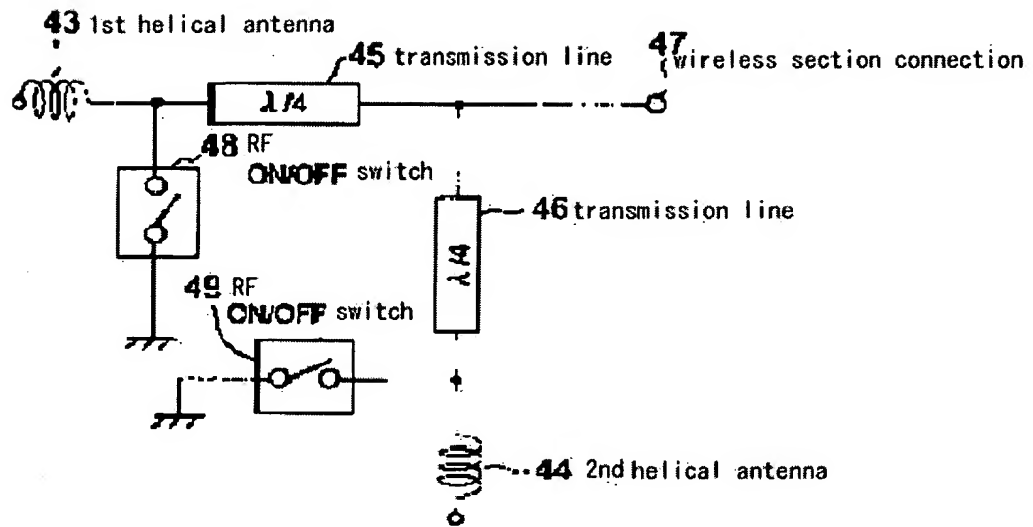 43 1st helical antenna
45 transmission line
47 wireless section connection
λ/4
48 RF
ON/OFF switch
46 transmission line
λ/4
49 RF
ON/OFF switch
44 2nd helical antenna